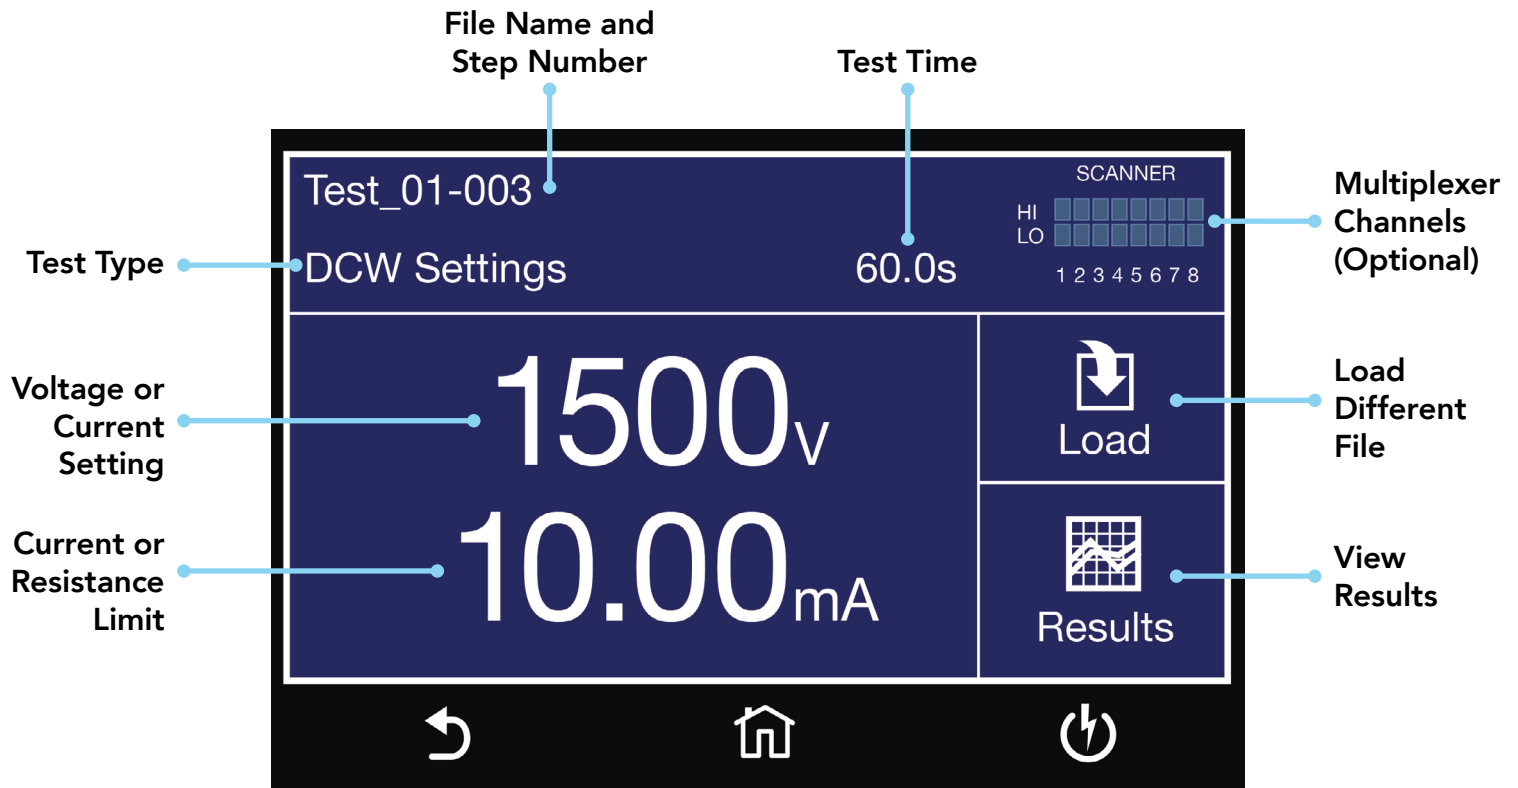 File Name and
Step Number
Test Time
Test_01-003
SCANNER
HI
LO
1 2 3 4 5 6 7 8
Multiplexer
Channels
(Optional)
Test Type
DCW Settings
60.0s
Voltage or
Current
Setting
1500V
Load
Load
Different
File
Current or
Resistance
Limit
10.00mA
Results
View
Results